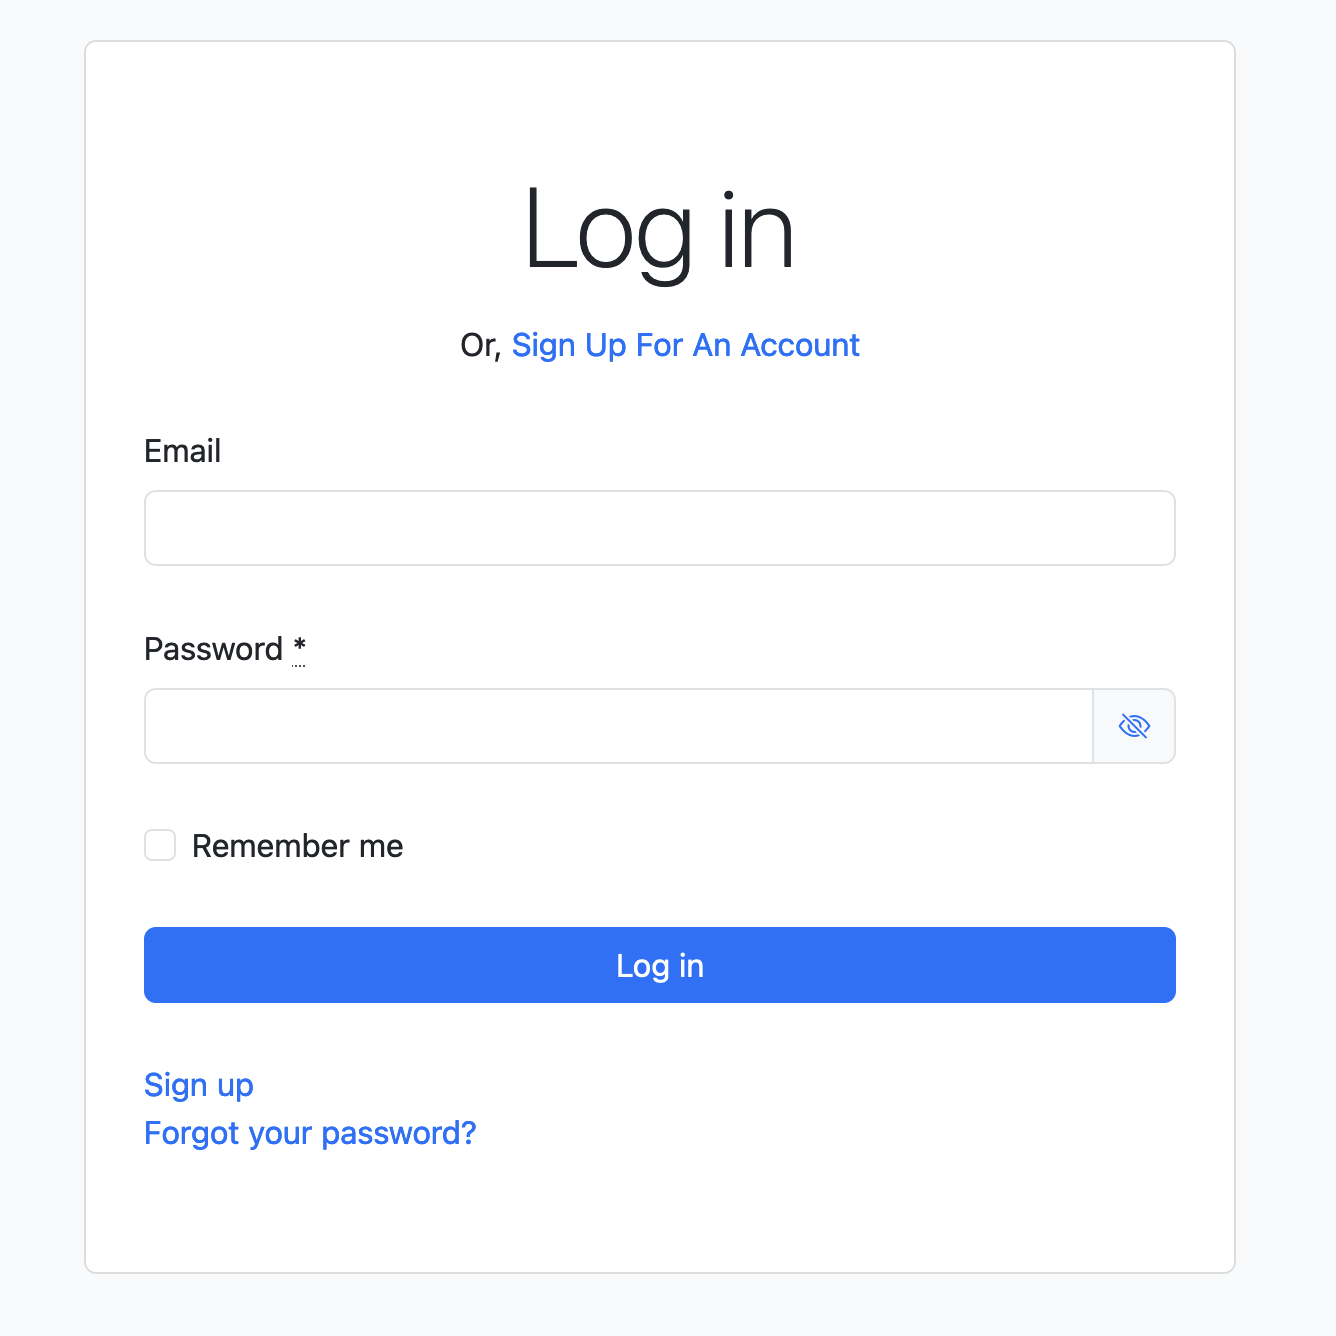 Log in
Or, Sign Up For An Account
Email
Password *
Remember me
Log in
Sign up
Forgot your password?